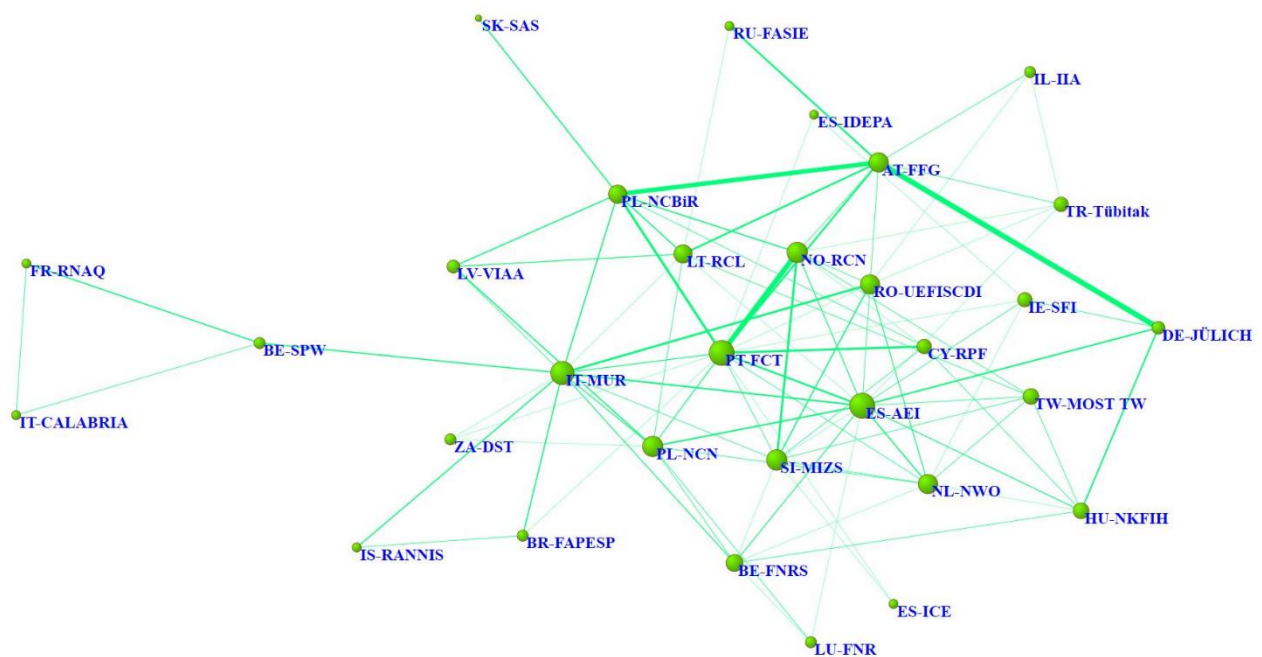 SK-SAS
RU-FASIE
IL-IIA
ES-IDEPA
AT-FFG
PL-NCBiR
TR-Tübitak
LT-RCL
NO-RCN
FR-RNAQ
LV-VIAA
RO-UEFISCDI
IE-SFI
DE-JÜLICH
BE-SPW
CY-RPF
PT-FCT
IT-MUR
TW-MOST TW
ES-AEI
IT-CALABRIA
ZA-DST
PL-NCN
SI-MIZS
NL-NWO
HU-NKFIH
IS-RANNIS
BR-FAPESP
BE-FNRS
ES-ICE
LU-FNR